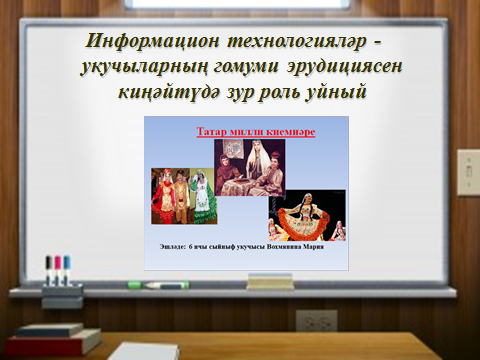 Информацион технологияләр -
укучыларның гомуми эрудициясен
киңәйтүдә зур роль уйный
Татар милли киемнәре
Эшләде: 6 нчы сыйныф укучысы Вохмянина Мария